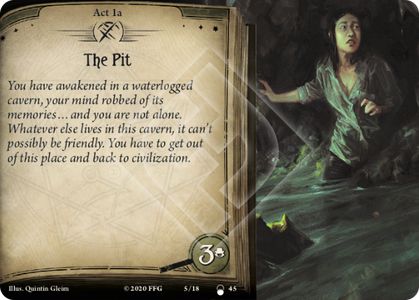 Act 1a
The Pit
You have awakened in a waterlogged
cavern, your mind robbed of its
memories…and you are not alone.
Whatever else lives in this cavern, it can't
possibly be friendly. You have to get out
of this place and back to civilization.
3
Illus. Quintin Gleim © 2020 FFG 5/18 45